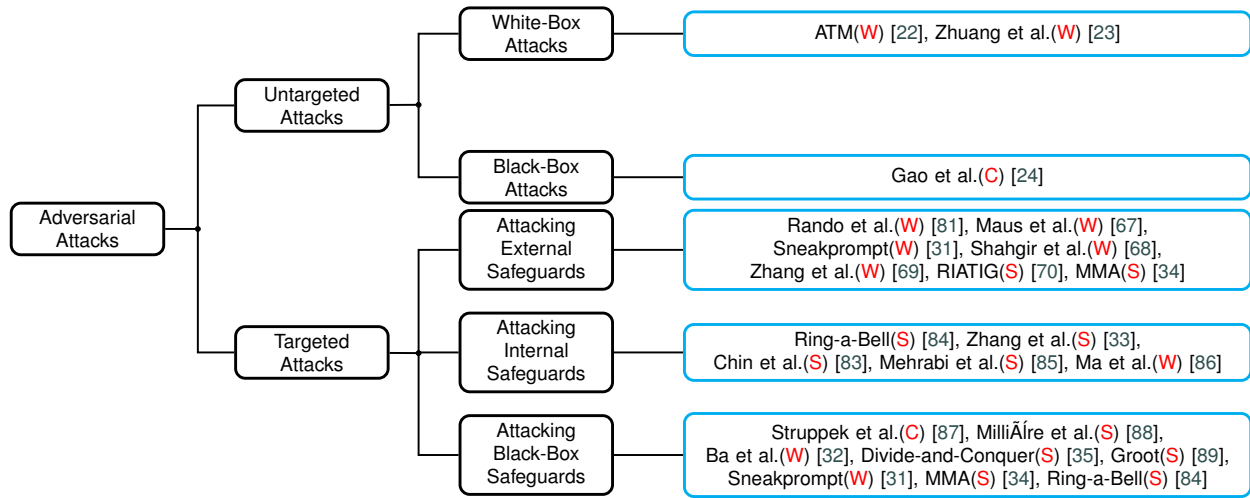 Adversarial
Attacks
Untargeted
Attacks
White-Box
Attacks
ATM(W) [22], Zhuang et al.(W) [23]
Black-Box
Attacks
Gao et al.(C) [24]
Targeted
Attacks
Attacking
External
Safeguards
Rando et al.(W) [81], Maus et al.(W) [67],
Sneakprompt(W) [31], Shahgir et al.(W) [68],
Zhang et al.(W) [69], RIATIG(S) [70], MMA(S) [34]
Attacking
Internal
Safeguards
Ring-a-Bell(S) [84], Zhang et al.(S) [33],
Chin et al.(S) [83], Mehrabi et al.(S) [85], Ma et al.(W) [86]
Attacking
Black-Box
Safeguards
Struppek et al.(C) [87], MilliÃĺre et al.(S) [88],
Ba et al.(W) [32], Divide-and-Conquer(S) [35], Groot(S) [89],
Sneakprompt(W) [31], MMA(S) [34], Ring-a-Bell(S) [84]